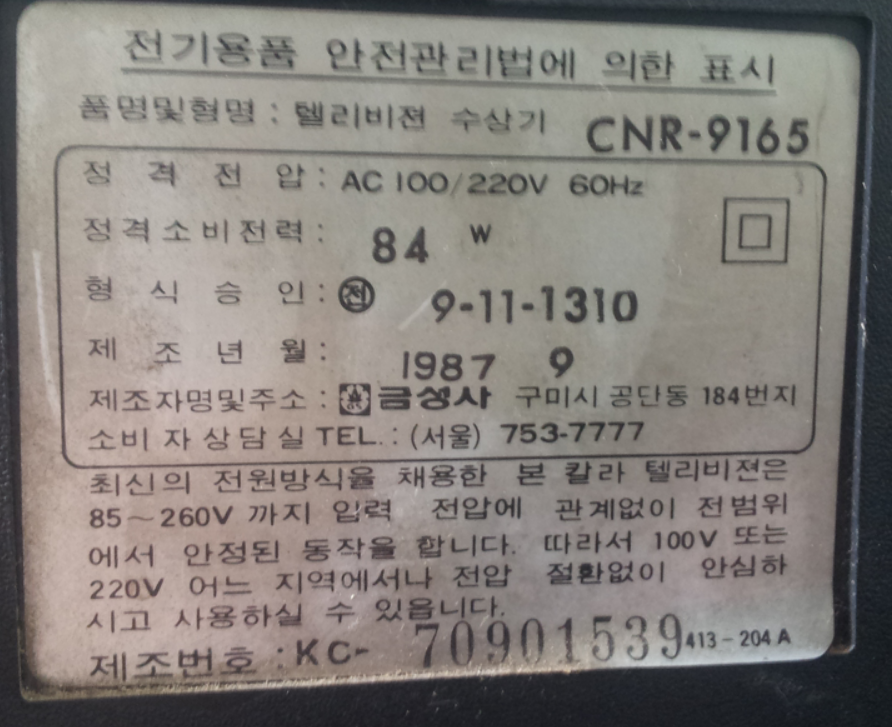 전기용품 안전관리법에 의한 표시
품명및형명 : 텔리비젼 수상기 CNR-9165
정격전압 : AC 100/220V 60Hz
정격소비전력 : 84 W
형식승인 : 전 9-11-1310
제조년월 : 1987 9
제조자명및주소 : 금성사 구미시 공단동 184번지
소비자상담실 TEL. : (서울) 753-7777
최신의 전원방식을 채용한 본 칼라 텔리비젼은
85~260V 까지 입력 전압에 관계없이 전범위
에서 안정된 동작을 합니다. 따라서 100V 또는
220V 어느 지역에서나 전압 절환없이 안심하
시고 사용하실 수 있읍니다.
제조번호 : KC- 70901539 413-204A